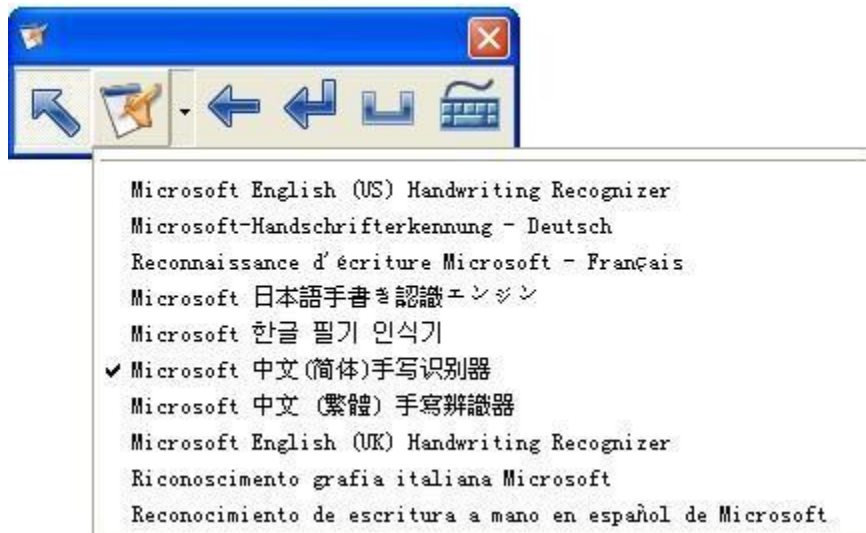 Microsoft English (US) Handwriting Recognizer
Microsoft-Handschrifterkennung - Deutsch
Reconnaissance d'écriture Microsoft - Français
Microsoft 日本語手書き認識エンジン
Microsoft 한글 필기 인식기
Microsoft 中文(简体)手写识别器
Microsoft 中文 (繁體) 手寫辨識器
Microsoft English (UK) Handwriting Recognizer
Riconoscimento grafia italiana Microsoft
Reconocimiento de escritura a mano en español de Microsoft